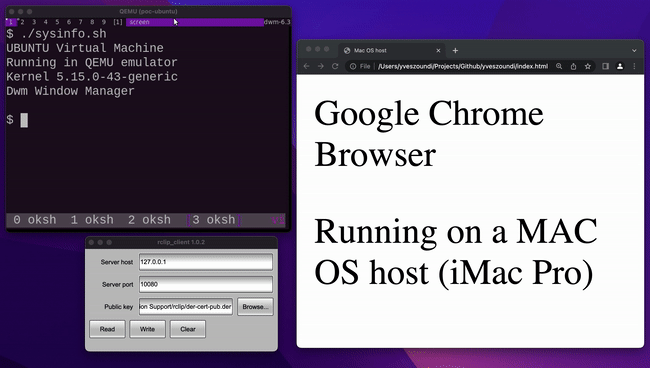 QEMU (poc-ubuntu)
1 2 3 4 5 6 7 8 9 [1] screen dwm-6.3
$ ./sysinfo.sh
UBUNTU Virtual Machine
Running in QEMU emulator
Kernel 5.15.0-43-generic
Dwm Window Manager
$
0 oksh 1 oksh 2 oksh [3 oksh]
rclip_client 1.0.2
Server host 127.0.0.1
Server port 10080
Public key on Support/rclip/der-cert-pub.der Browse...
Read Write Clear
Mac OS host
File /Users/yveszoundi/Projects/Github/yveszoundi/index.html
Google Chrome
Browser
Running on a MAC
OS host (iMac Pro)